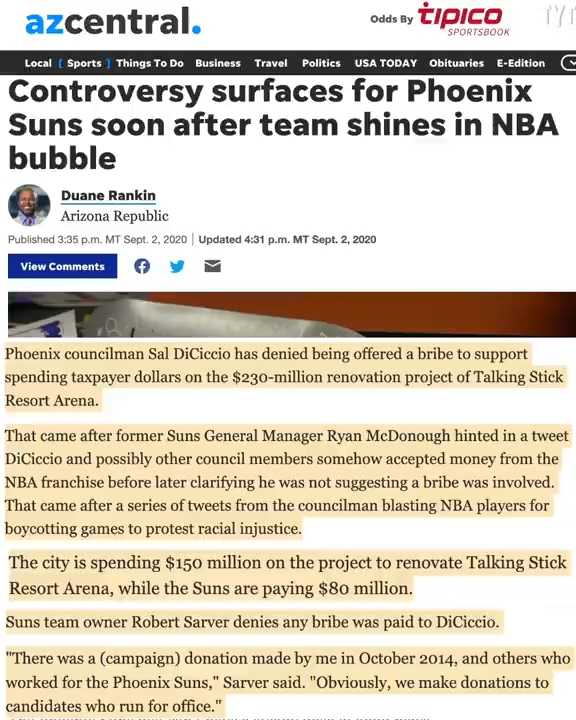 azcentral.
Odds By tipico
SPORTSBOOK
TYT
Local [ Sports ] Things To Do Business Travel Politics USA TODAY Obituaries E-Edition
Controversy surfaces for Phoenix
Suns soon after team shines in NBA
bubble
Duane Rankin
Arizona Republic
Published 3:35 p.m. MT Sept. 2, 2020 | Updated 4:31 p.m. MT Sept. 2, 2020
View Comments
Phoenix councilman Sal DiCiccio has denied being offered a bribe to support
spending taxpayer dollars on the $230-million renovation project of Talking Stick
Resort Arena.
That came after former Suns General Manager Ryan McDonough hinted in a tweet
DiCiccio and possibly other council members somehow accepted money from the
NBA franchise before later clarifying he was not suggesting a bribe was involved.
That came after a series of tweets from the councilman blasting NBA players for
boycotting games to protest racial injustice.
The city is spending $150 million on the project to renovate Talking Stick
Resort Arena, while the Suns are paying $80 million.
Suns team owner Robert Sarver denies any bribe was paid to DiCiccio.
"There was a (campaign) donation made by me in October 2014, and others who
worked for the Phoenix Suns," Sarver said. "Obviously, we make donations to
candidates who run for office."